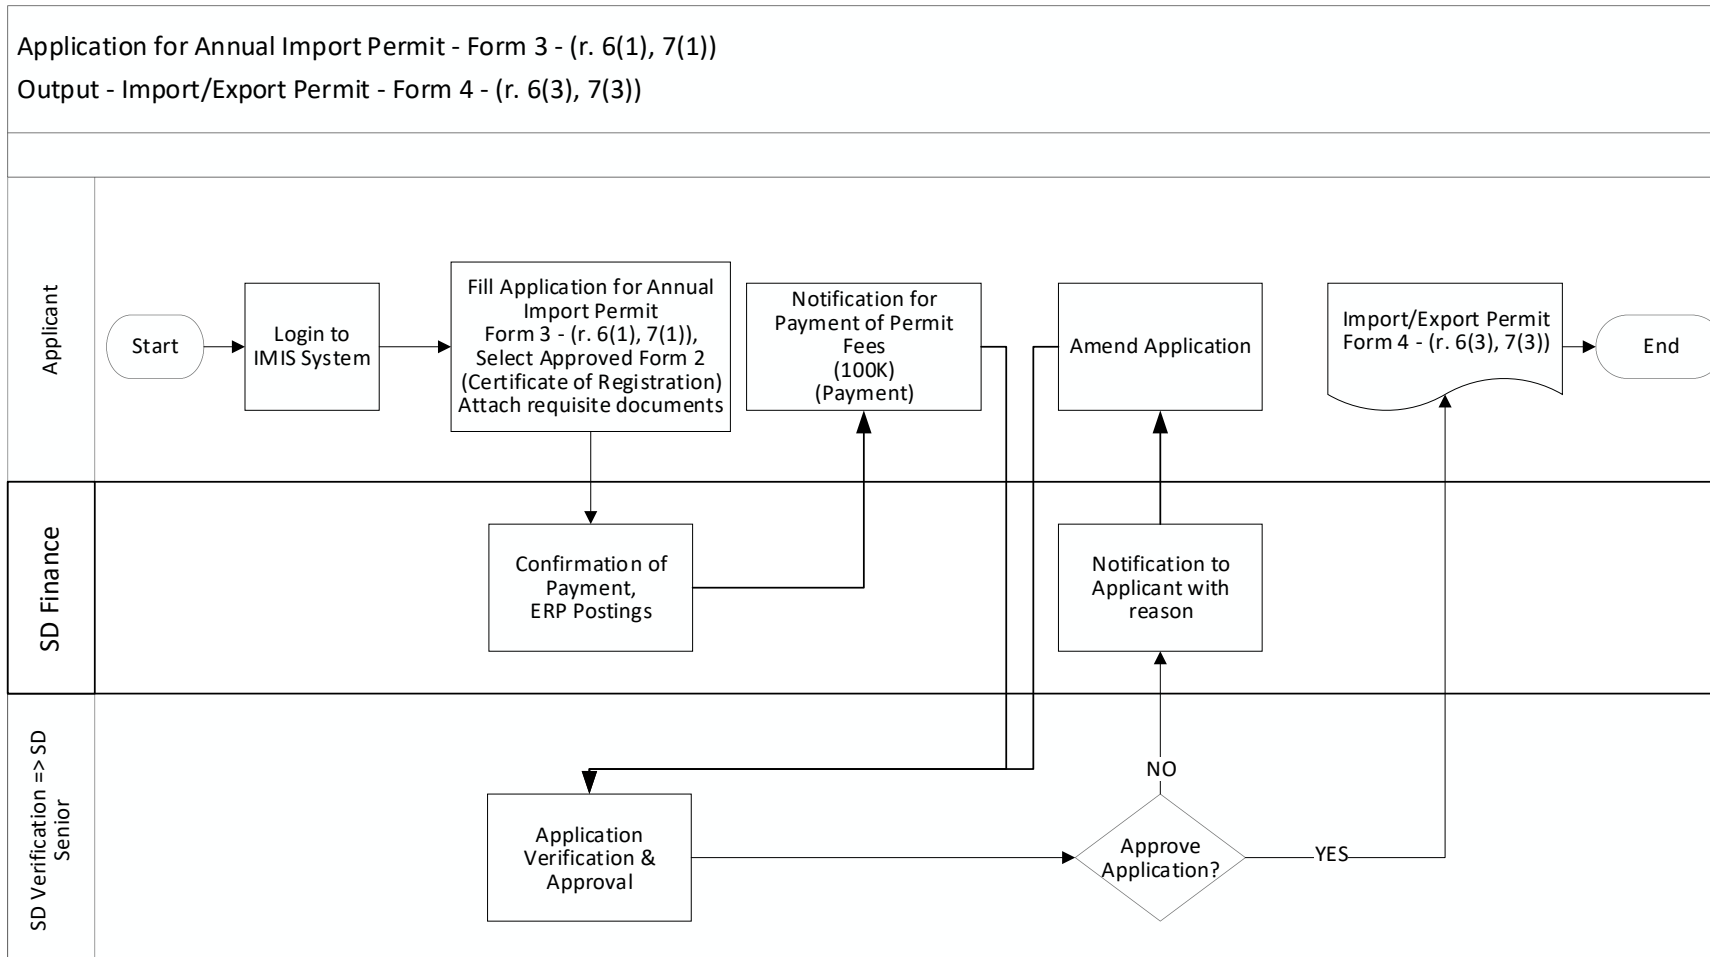 Application for Annual Import Permit - Form 3 - (r. 6(1), 7(1))
Output - Import/Export Permit - Form 4 - (r. 6(3), 7(3))
Applicant
Start
Login to
IMIS System
Fill Application for Annual
Import Permit
Form 3 - (r. 6(1), 7(1)),
Select Approved Form 2
(Certificate of Registration)
Attach requisite documents
Notification for
Payment of Permit
Fees
(100K)
(Payment)
Amend Application
Import/Export Permit
Form 4 - (r. 6(3), 7(3))
End
SD Finance
Confirmation of
Payment,
ERP Postings
Notification to
Applicant with
reason
SD Verification => SD
Senior
Application
Verification &
Approval
NO
Approve
Application?
YES